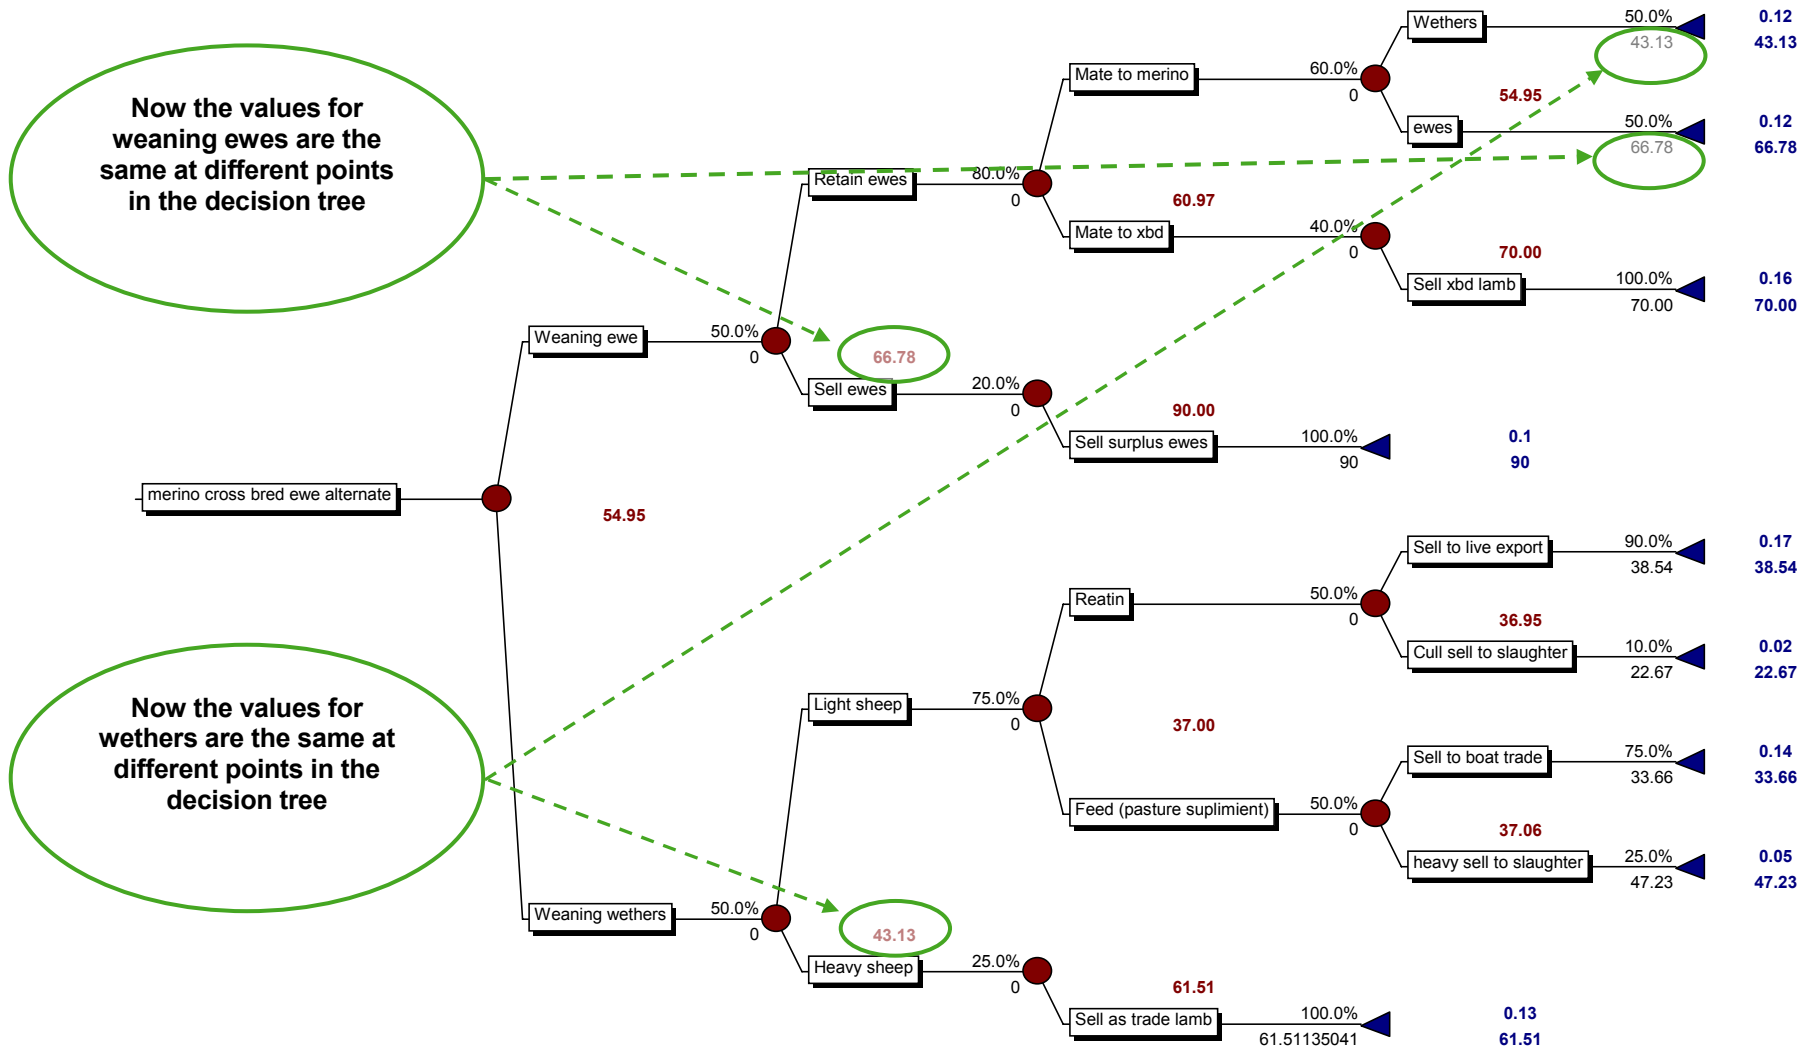 Now the values for
weaning ewes are the
same at different points
in the decision tree
Now the values for
wethers are the same at
different points in the
decision tree
merino cross bred ewe alternate
54.95
Weaning ewe
50.0%
0
66.78
Retain ewes
80.0%
0
60.97
Mate to merino
60.0%
0
54.95
Wethers
50.0%
43.13
0.12
43.13
ewes
50.0%
66.78
0.12
66.78
Mate to xbd
40.0%
0
70.00
Sell xbd lamb
100.0%
70.00
0.16
70.00
Sell ewes
20.0%
0
90.00
Sell surplus ewes
100.0%
90
0.1
90
Weaning wethers
50.0%
0
43.13
Light sheep
75.0%
0
37.00
Reatin
50.0%
0
36.95
Sell to live export
90.0%
38.54
0.17
38.54
Cull sell to slaughter
10.0%
22.67
0.02
22.67
Feed (pasture supliment)
50.0%
0
37.06
Sell to boat trade
75.0%
33.66
0.14
33.66
heavy sell to slaughter
25.0%
47.23
0.05
47.23
Heavy sheep
25.0%
0
61.51
Sell as trade lamb
100.0%
61.51135041
0.13
61.51